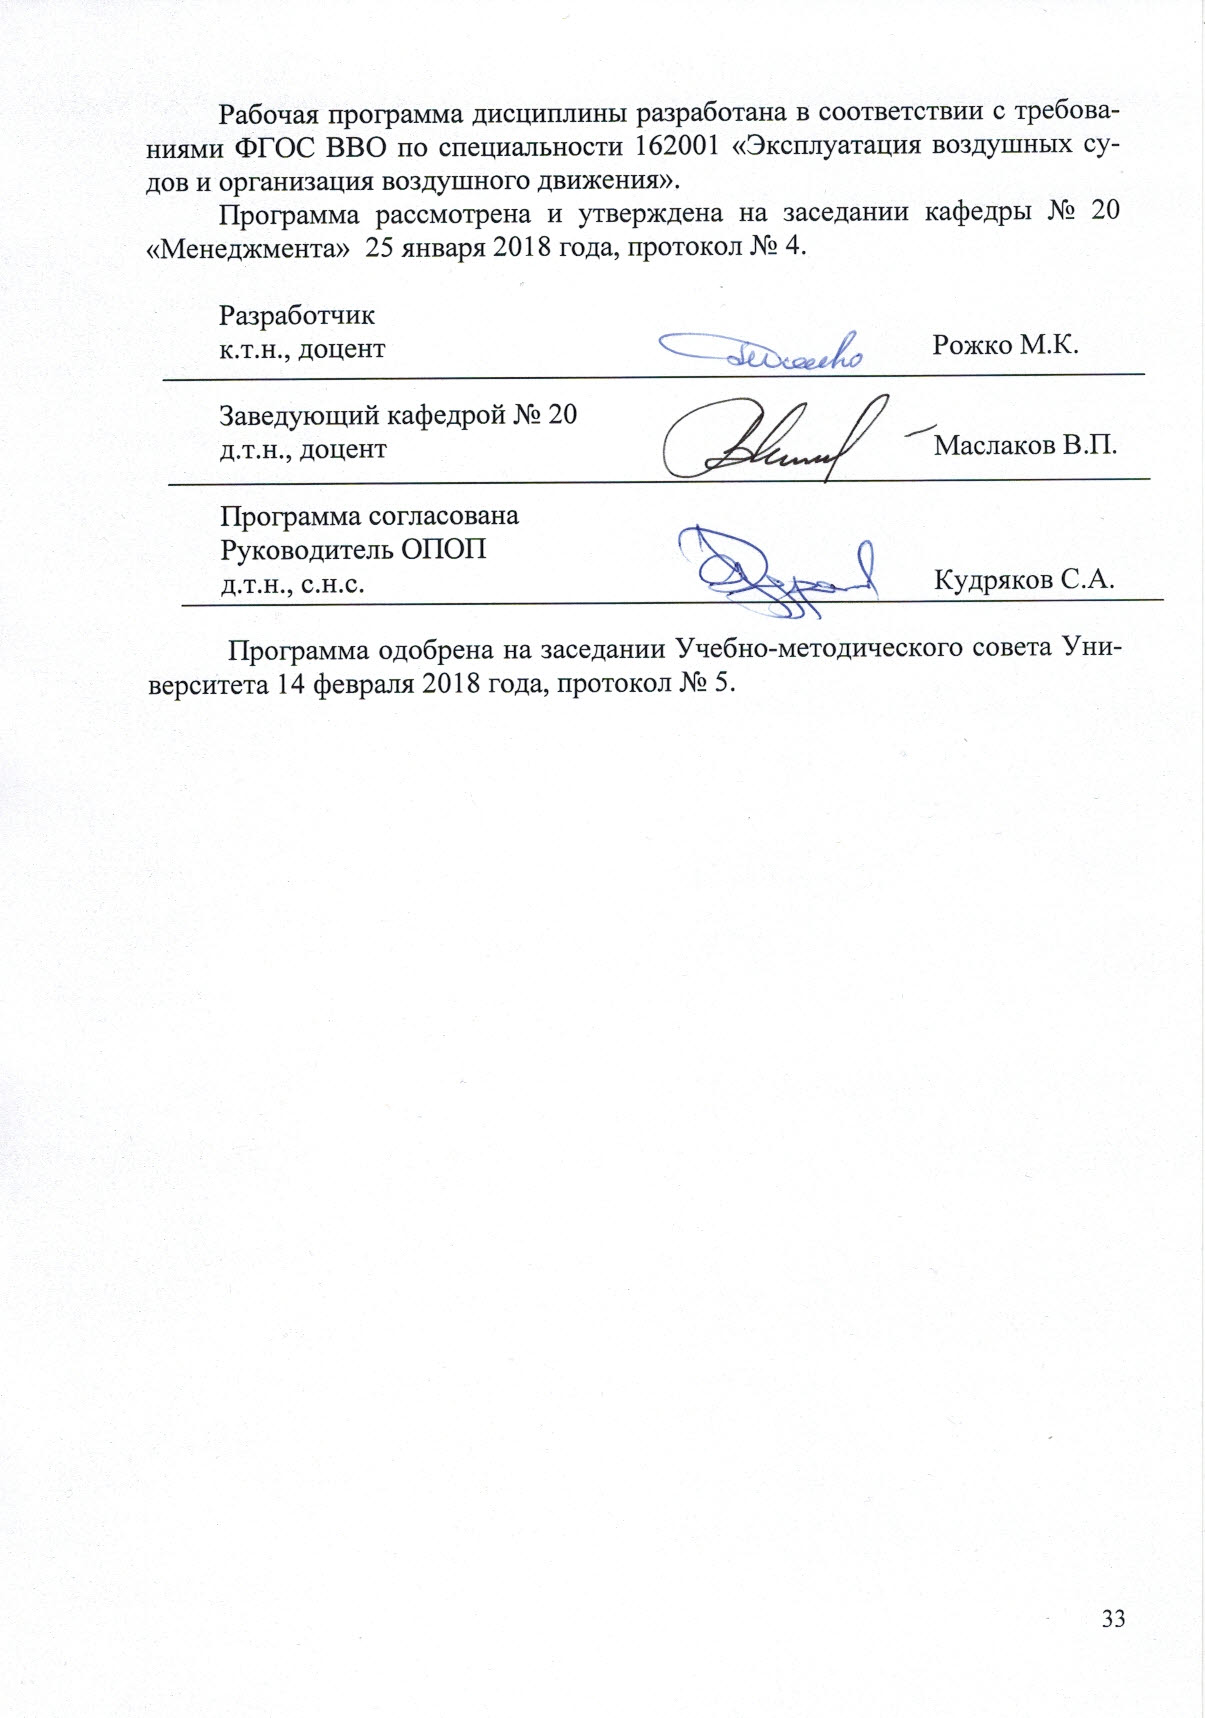 Рабочая программа дисциплины разработана в соответствии с требова-
ниями ФГОС ВВО по специальности 162001 «Эксплуатация воздушных су-
дов и организация воздушного движения».
Программа рассмотрена и утверждена на заседании кафедры № 20
«Менеджмента» 25 января 2018 года, протокол № 4.
Разработчик
к.т.н., доцент
Рожко М.К.
Заведующий кафедрой № 20
д.т.н., доцент
Маслаков В.П.
Программа согласована
Руководитель ОПОП
д.т.н., с.н.с.
Кудряков С.А.
Программа одобрена на заседании Учебно-методического совета Уни-
верситета 14 февраля 2018 года, протокол № 5.
33